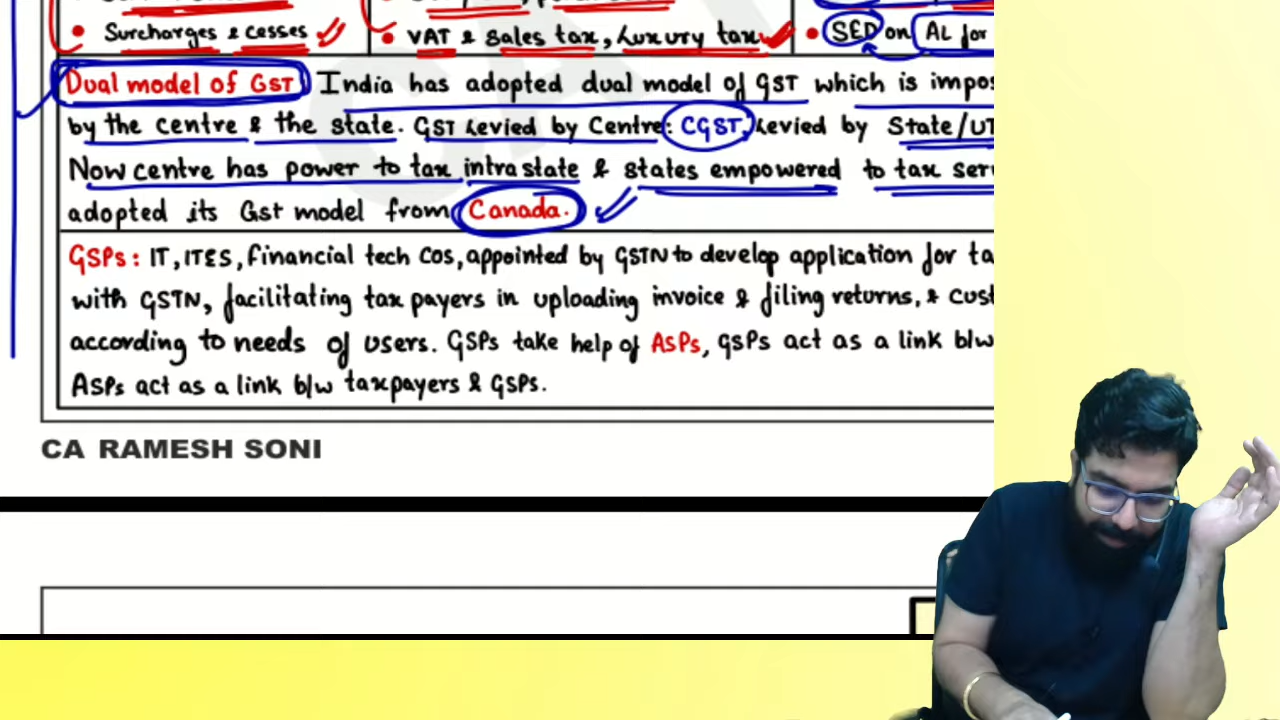 • Surcharges & cesses
• VAT & sales tax, Luxury tax
• SED on AL for
Dual model of GST India has adopted dual model of GST which is impos
by the centre & the state. GST Levied by Centre: CGST, Levied by State/UT
Now centre has power to tax intra state & states empowered to tax ser
adopted its Gst model from Canada.
GSPs: IT, ITES, financial tech COS, appointed by GSTN to develop application for ta
with GSTN, facilitating tax payers in uploading invoice & filing returns, & cust
according to needs of users. GSPs take help of ASPs, GSPs act as a link b/w
ASPs act as a link b/w taxpayers & GSPs.
CA RAMESH SONI